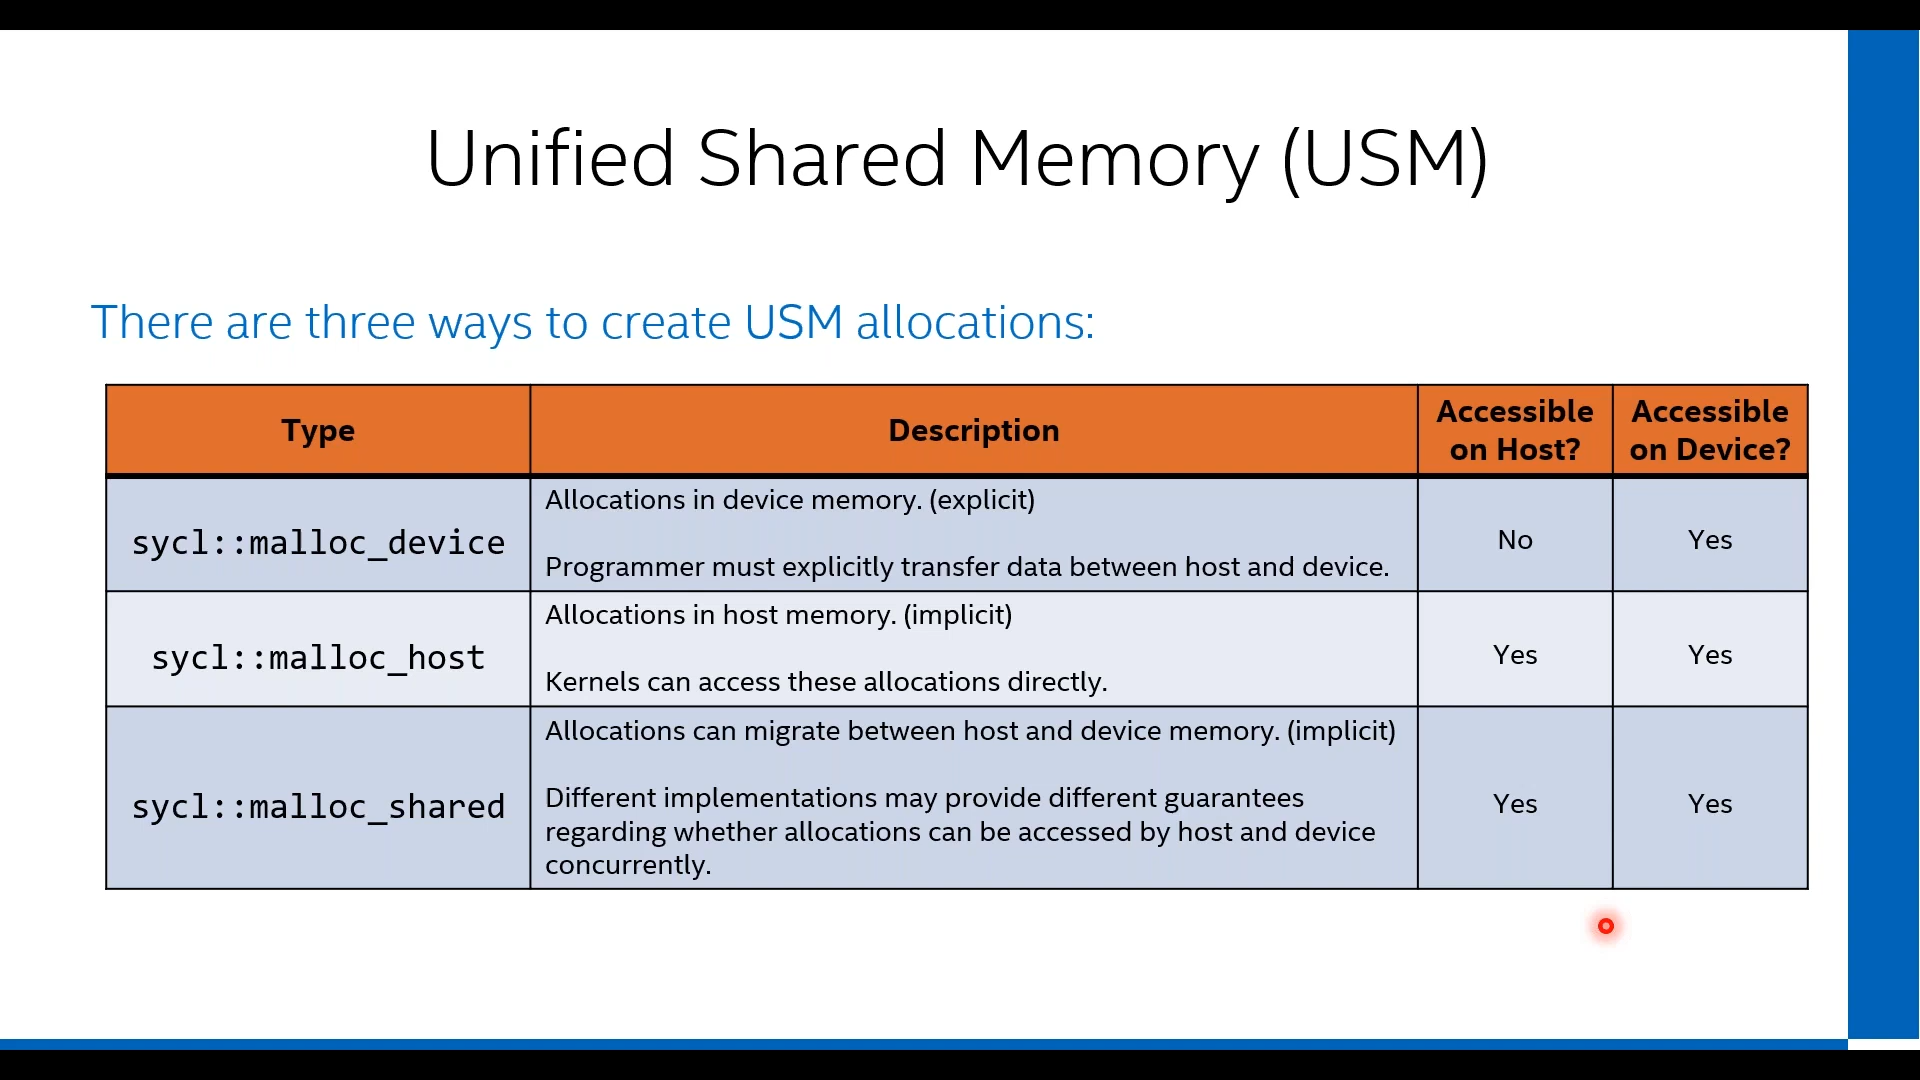 Unified Shared Memory (USM)
There are three ways to create USM allocations:
Type
Description
Accessible
on Host?
Accessible
on Device?
sycl::malloc_device
Allocations in device memory. (explicit)
Programmer must explicitly transfer data between host and device.
No
Yes
sycl::malloc_host
Allocations in host memory. (implicit)
Kernels can access these allocations directly.
Yes
Yes
sycl::malloc_shared
Allocations can migrate between host and device memory. (implicit)
Different implementations may provide different guarantees
regarding whether allocations can be accessed by host and device
concurrently.
Yes
Yes